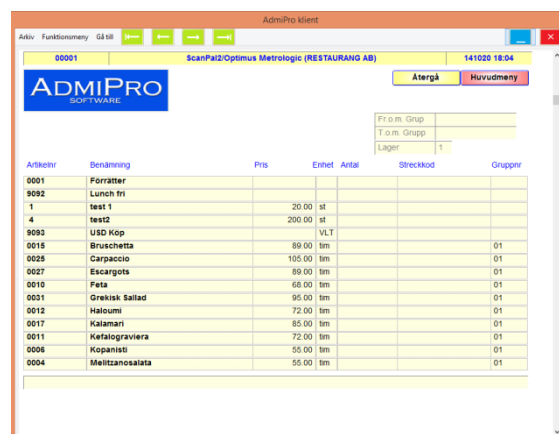 AdmiPro klient
Arkiv Funktionsmeny Gå till
00001 ScanPal2/Optimus Metrologic (RESTAURANG AB) 141020 18:04
ADMIPRO
SOFTWARE
Återgå Huvudmeny
Fr.o.m. Grup
T.o.m. Grupp
Lager 1
Artikelnr Benämning Pris Enhet Antal Streckkod Gruppnr
0001 Förrätter
9092 Lunch fri
1 test 1 20.00 st
4 test2 200.00 st
9093 USD Köp VLT
0015 Bruschetta 89.00 tim 01
0025 Carpaccio 105.00 tim 01
0027 Escargots 89.00 tim 01
0010 Feta 68.00 tim 01
0031 Grekisk Sallad 95.00 tim 01
0012 Haloumi 72.00 tim 01
0017 Kalamari 85.00 tim 01
0011 Kefalograviera 72.00 tim 01
0006 Kopanisti 55.00 tim 01
0004 Melitzanosalata 55.00 tim 01